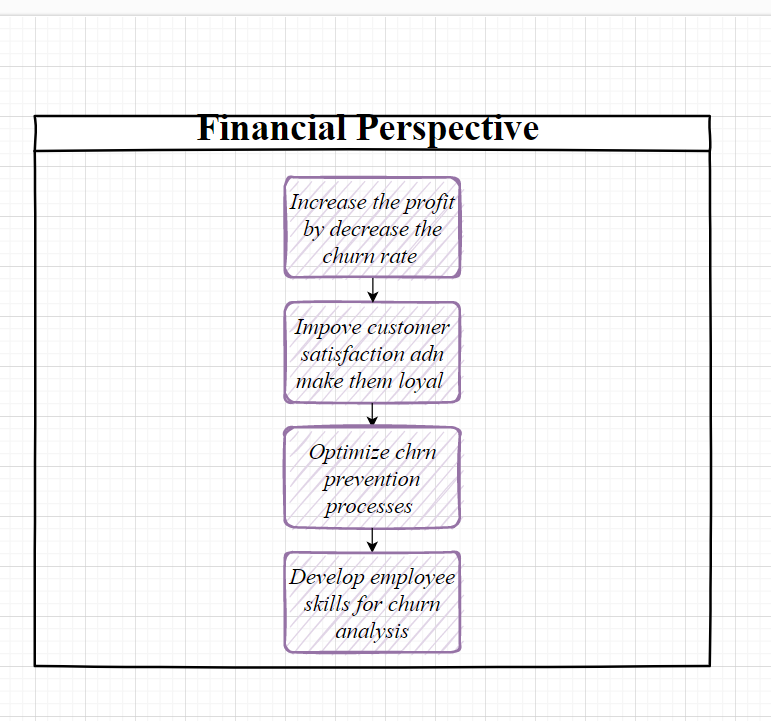 Financial Perspective
Increase the profit
by decrease the
churn rate
Impove customer
satisfaction adn
make them loyal
Optimize chrn
prevention
processes
Develop employee
skills for churn
analysis